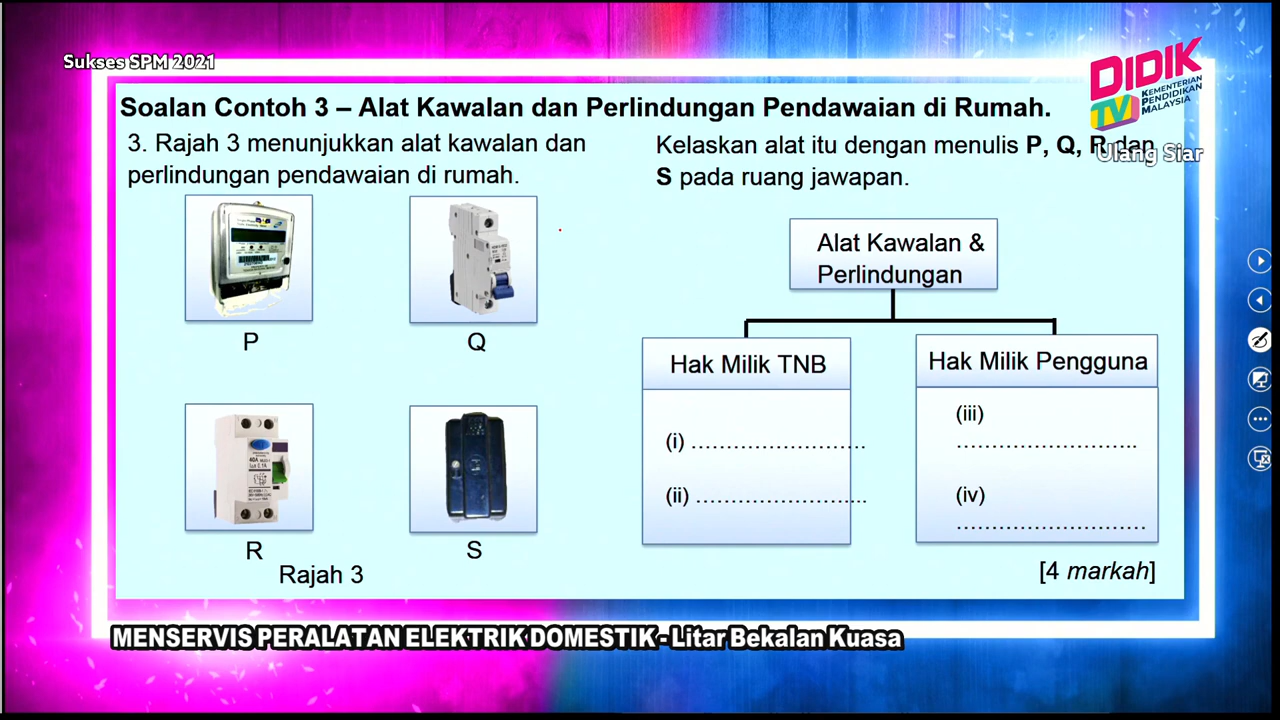 Sukses SPM 2021
DIDIK
TV
KEMENTERIAN
PENDIDIKAN
MALAYSIA
Ulang Siar
Soalan Contoh 3 – Alat Kawalan dan Perlindungan Pendawaian di Rumah.
3. Rajah 3 menunjukkan alat kawalan dan
perlindungan pendawaian di rumah.
P
Q
40A
R
S
Rajah 3
Kelaskan alat itu dengan menulis P, Q, R dan
S pada ruang jawapan.
Alat Kawalan &
Perlindungan
Hak Milik TNB
(i) ……………………
(ii) ……………………
Hak Milik Pengguna
(iii)
……………………
(iv)
……………………
[4 markah]
MENSERVIS PERALATAN ELEKTRIK DOMESTIK - Litar Bekalan Kuasa